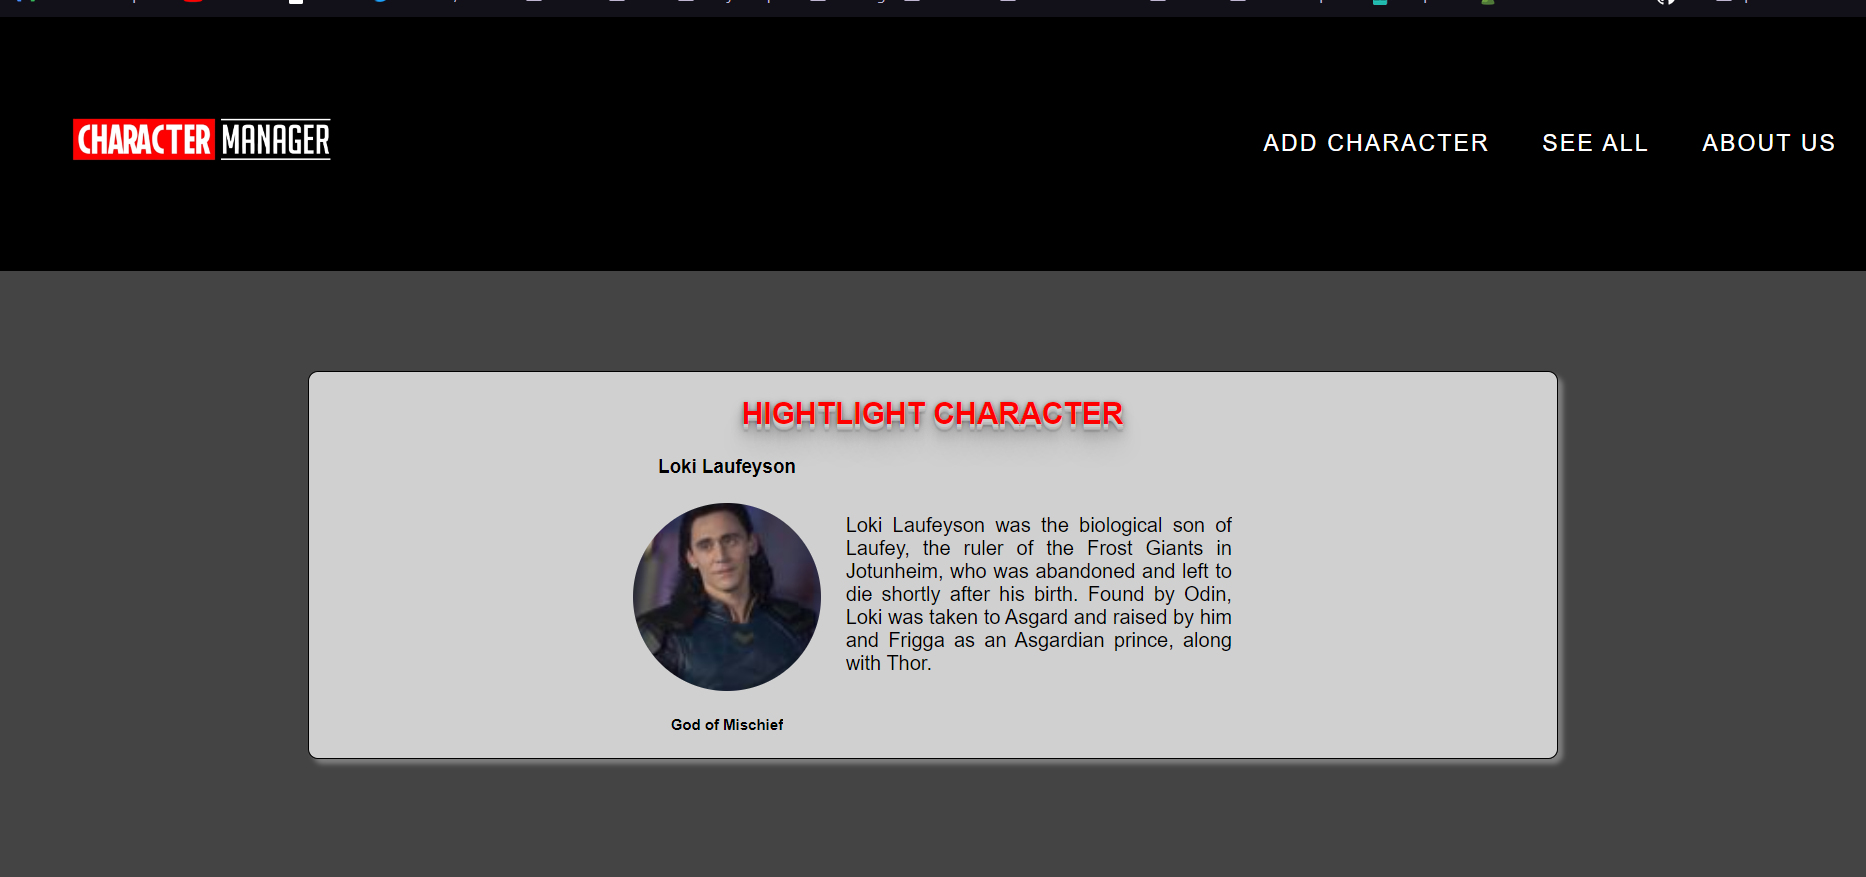 CHARACTER MANAGER
ADD CHARACTER SEE ALL ABOUT US
HIGHTLIGHT CHARACTER
Loki Laufeyson
Loki Laufeyson was the biological son of
Laufey, the ruler of the Frost Giants in
Jotunheim, who was abandoned and left to
die shortly after his birth. Found by Odin,
Loki was taken to Asgard and raised by him
and Frigga as an Asgardian prince, along
with Thor.
God of Mischief